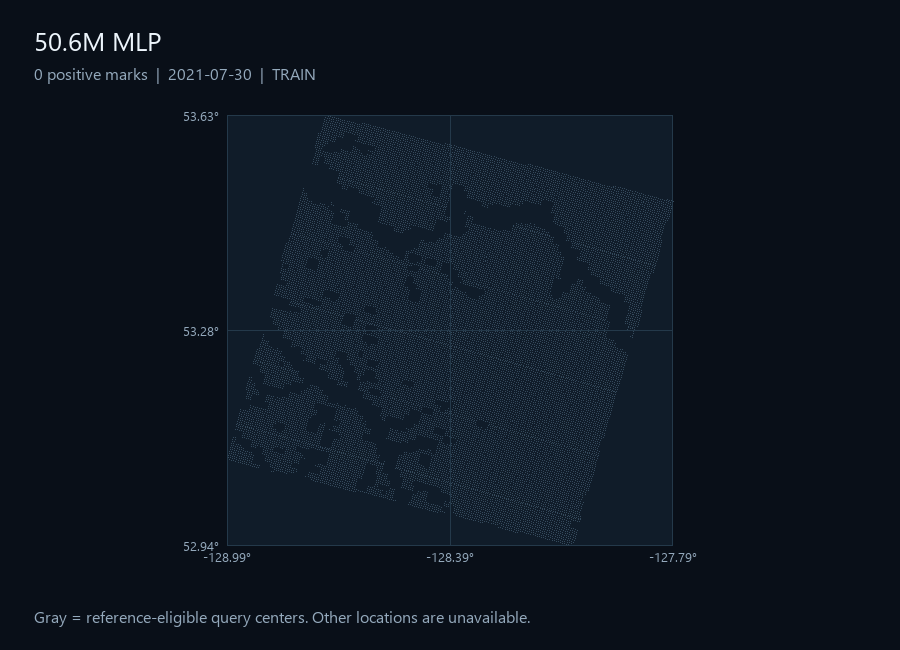 50.6M MLP
0 positive marks | 2021-07-30 | TRAIN
53.63°
53.28°
52.94°
-128.99° -128.39° -127.79°
Gray = reference-eligible query centers. Other locations are unavailable.